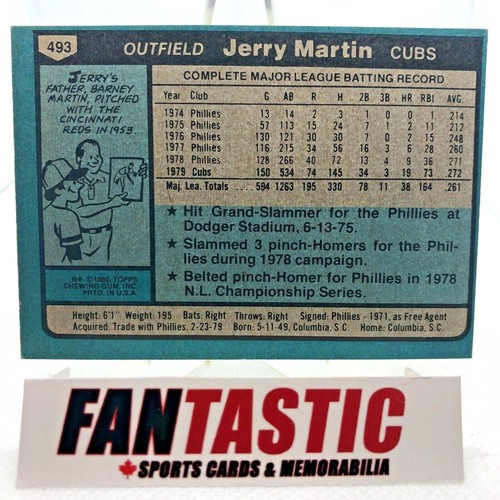 493 OUTFIELD Jerry Martin CUBS
JERRY'S
FATHER, BARNEY
MARTIN, PITCHED
WITH THE
CINCINNATI
REDS IN 1953.
B* © 1980, TOPPS
CHEWING GUM, INC.
PRTD. IN U.S.A.
COMPLETE MAJOR LEAGUE BATTING RECORD
Year Club G AB R H 2B 3B HR RBI AVG.
1974 Phillies 13 14 2 3 1 0 0 1 .214
1975 Phillies 57 113 15 24 7 1 2 11 .212
1976 Phillies 130 121 30 30 7 0 2 15 .248
1977 Phillies 116 215 34 56 16 3 6 28 .260
1978 Phillies 128 266 40 72 13 4 9 36 .271
1979 Cubs 150 534 74 145 34 3 19 73 .272
Maj. Lea. Totals 594 1263 195 330 78 11 38 164 .261
★ Hit Grand-Slammer for the Phillies at
Dodger Stadium, 6-13-75.
★ Slammed 3 pinch-Homers for the Phil-
lies during 1978 campaign.
★ Belted pinch-Homer for Phillies in 1978
N.L. Championship Series.
Height: 6'1" Weight: 195 Bats: Right Throws: Right Signed: Phillies - 1971, as Free Agent
Acquired: Trade with Phillies, 2-23-79 Born: 5-11-49, Columbia, S.C. Home: Columbia, S.C.
FANTASTIC
SPORTS CARDS & MEMORABILIA